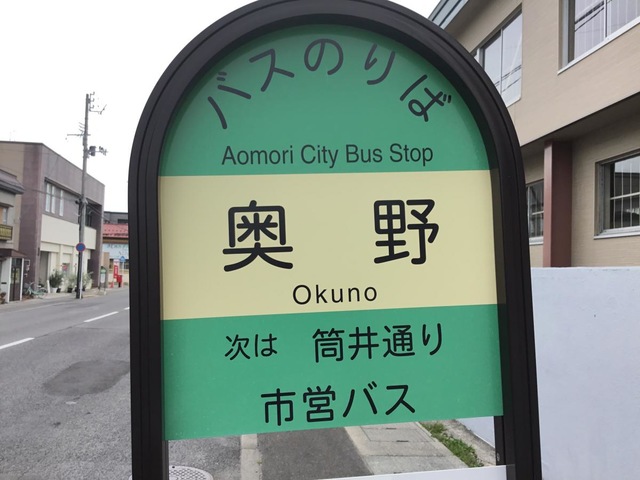 バスのりば
Aomori City Bus Stop
奥野
Okuno
次は 筒井通り
市営バス